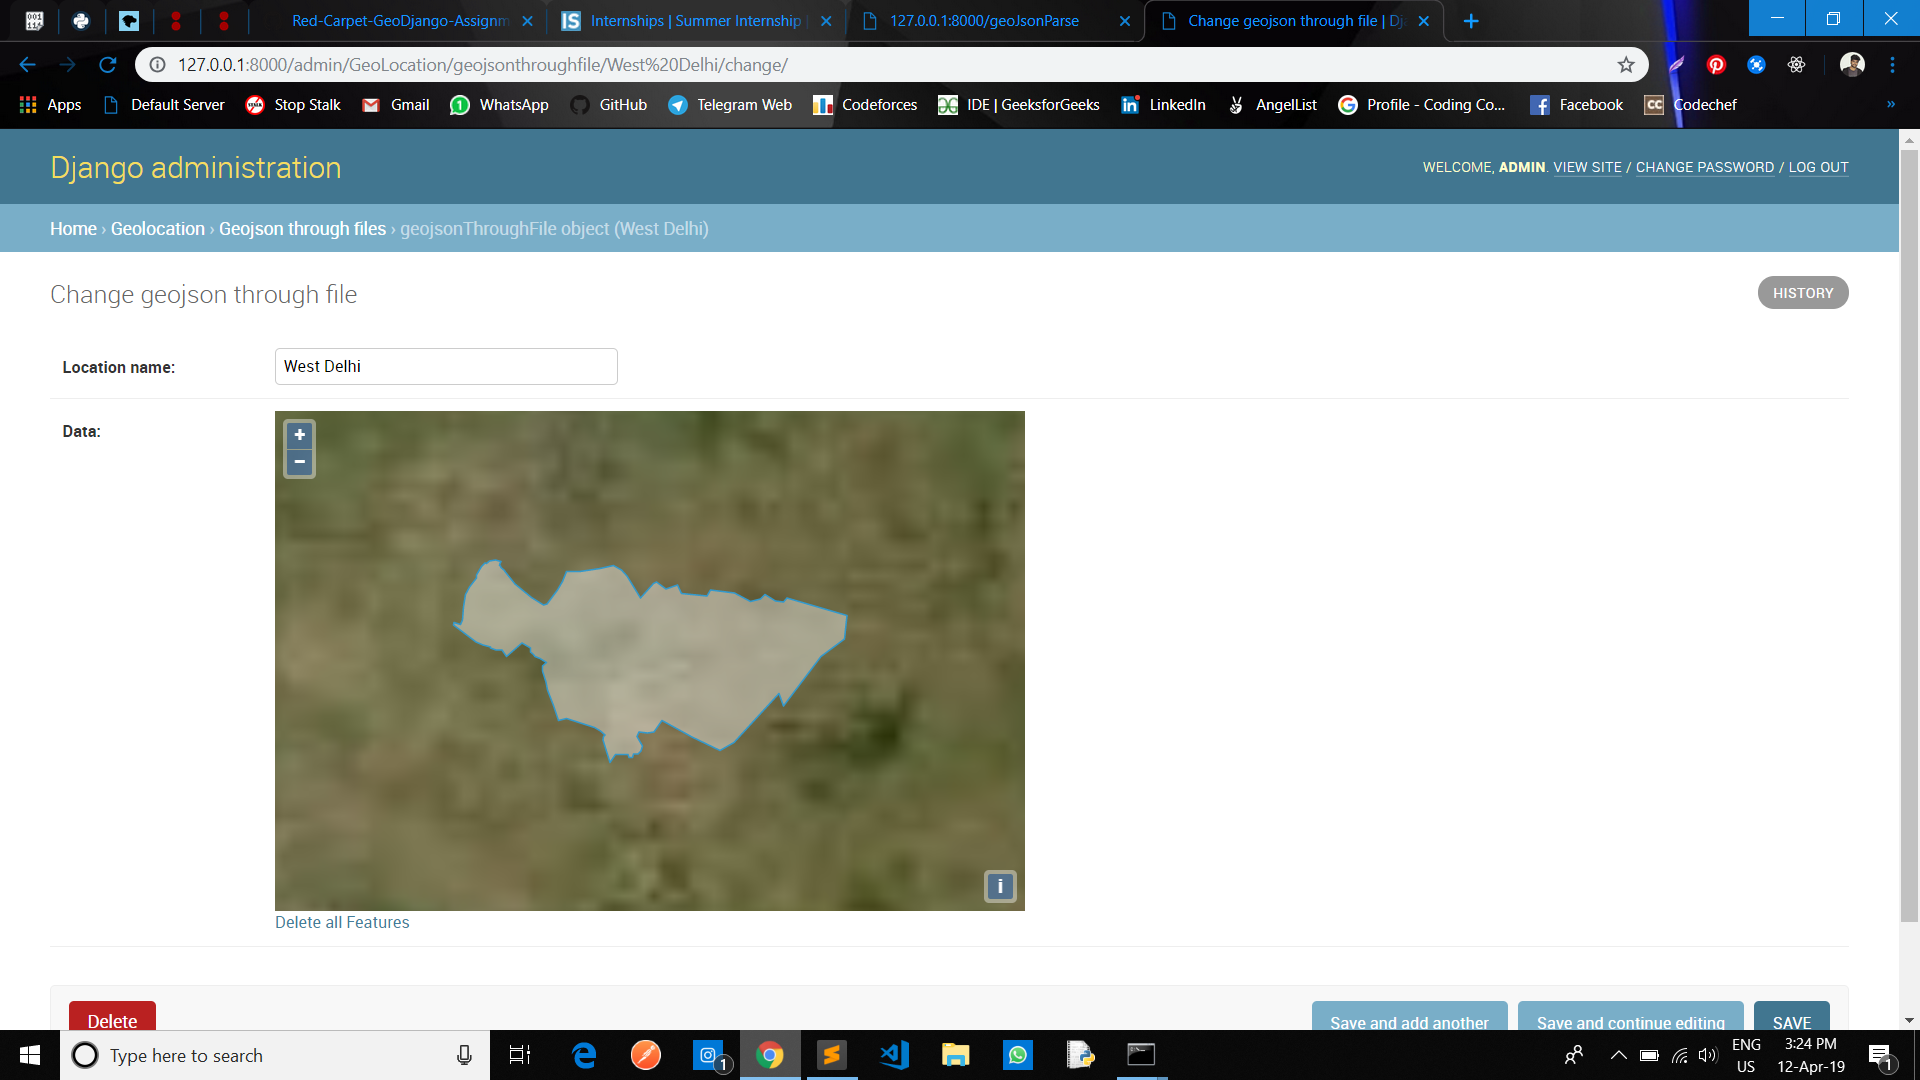 Red-Carpet-GeoDjango-Assignm
Internships | Summer Internship
127.0.0.1:8000/geoJsonParse
Change geojson through file | Dj
127.0.0.1:8000/admin/GeoLocation/geojsonthroughfile/West%20Delhi/change/
Apps
Default Server
Stop Stalk
Gmail
WhatsApp
GitHub
Telegram Web
Codeforces
IDE | GeeksforGeeks
LinkedIn
AngelList
Profile - Coding Co...
Facebook
Codechef
Django administration
WELCOME, ADMIN. VIEW SITE / CHANGE PASSWORD / LOG OUT
Home › Geolocation › Geojson through files › geojsonThroughFile object (West Delhi)
Change geojson through file
HISTORY
Location name:
West Delhi
Data:
+
−
i
Delete all Features
Delete
Save and add another
Save and continue editing
SAVE
Type here to search
1
ENG
US
3:24 PM
12-Apr-19
1